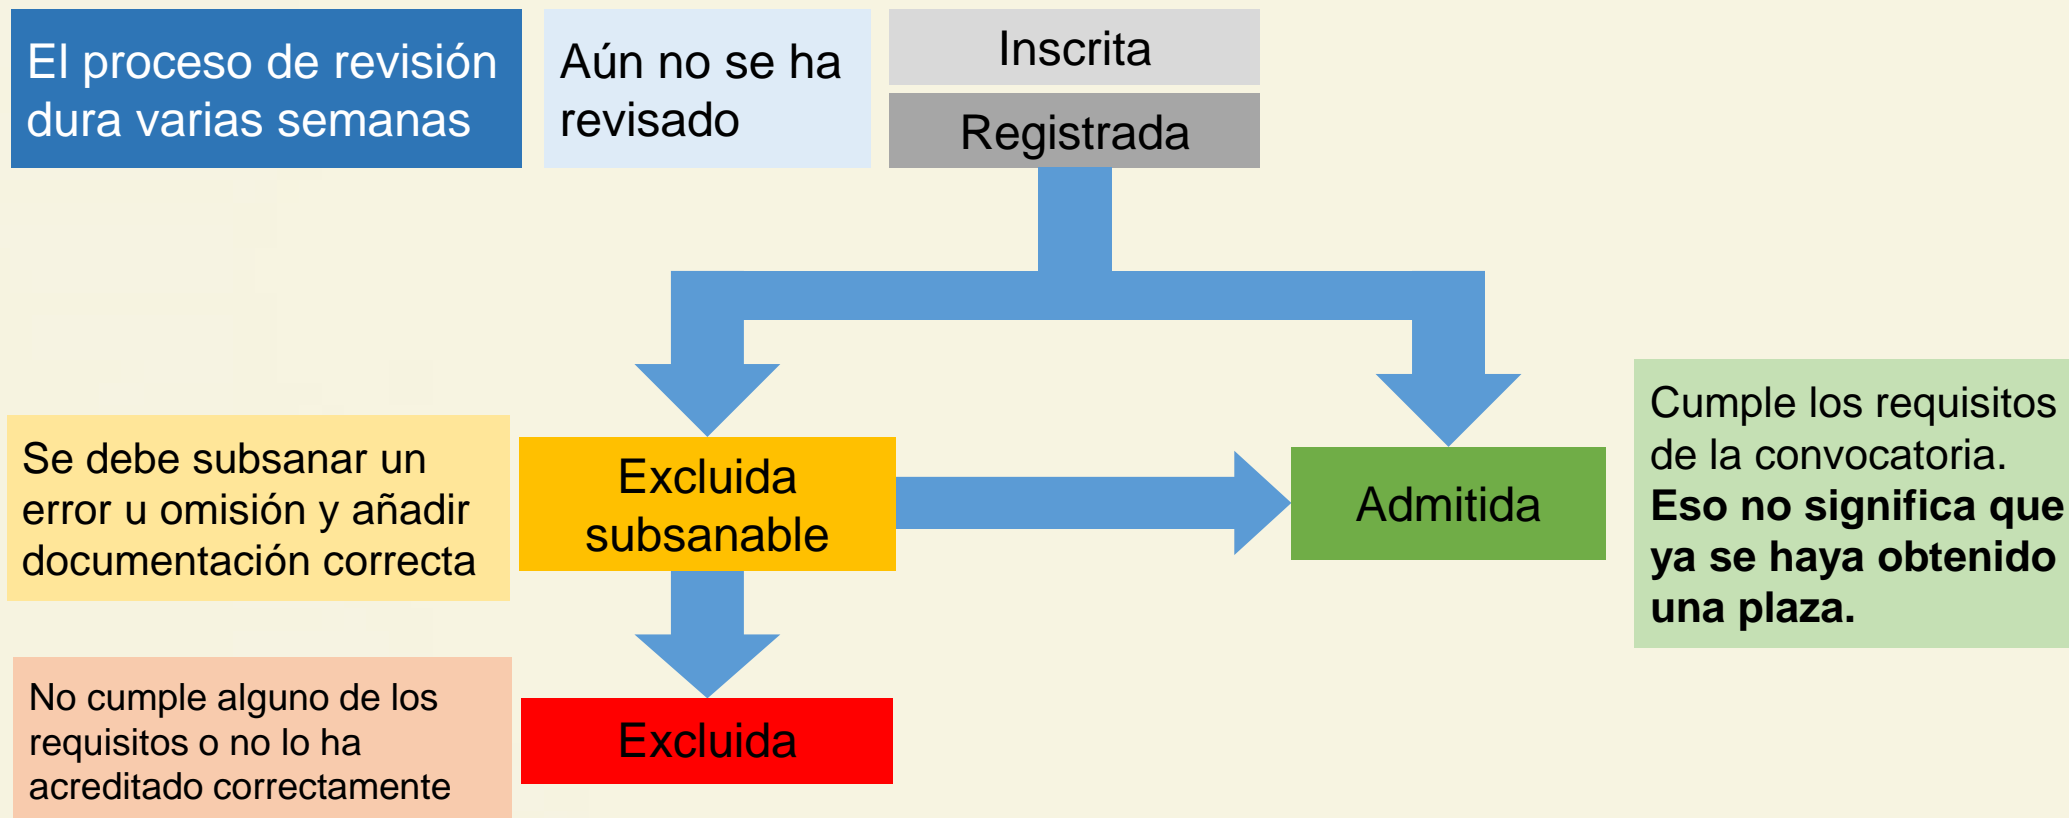 El proceso de revisión
dura varias semanas
Aún no se ha
revisado
Inscrita
Registrada
Se debe subsanar un
error u omisión y añadir
documentación correcta
Excluida
subsanable
Admitida
Cumple los requisitos
de la convocatoria.
Eso no significa que
ya se haya obtenido
una plaza.
No cumple alguno de los
requisitos o no lo ha
acreditado correctamente
Excluida